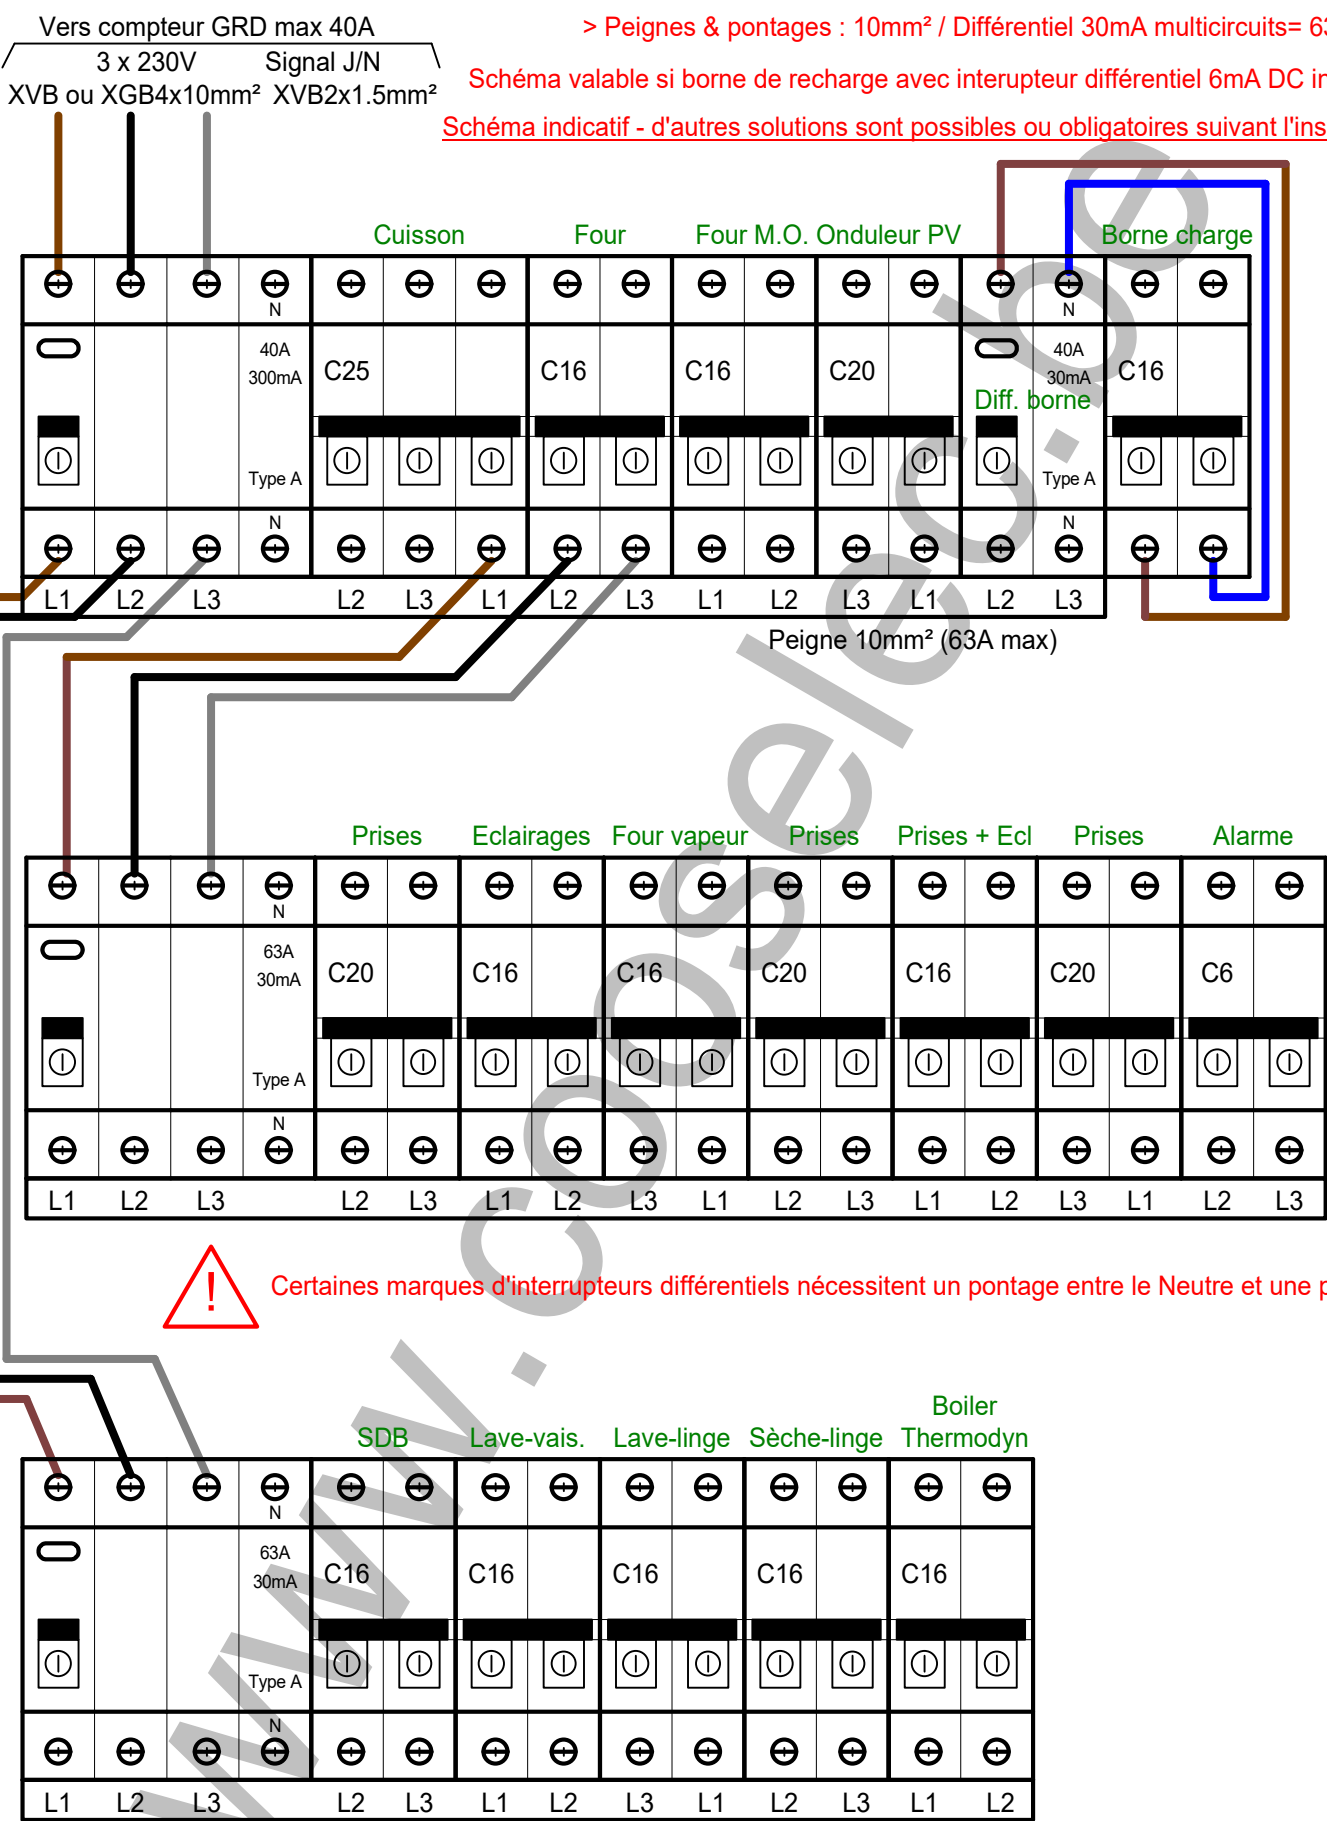 Vers compteur GRD max 40A
3 x 230V Signal J/N
XVB ou XGB4x10mm² XVB2x1.5mm²
> Peignes & pontages : 10mm² / Différentiel 30mA multicircuits=
Schéma valable si borne de recharge avec interupteur différentiel 6mA DC
Schéma indicatif - d'autres solutions sont possibles ou obligatoires suivant
Cuisson Four Four M.O. Onduleur PV Borne charge
N N
40A 300mA C25 C16 C16 C20 40A 30mA C16
Diff. borne
Type A Type A
N N
L1 L2 L3 L2 L3 L1 L2 L3 L1 L2 L3 L1 L2 L3
Peigne 10mm² (63A max)
Prises Eclairages Four vapeur Prises Prises + Ecl Prises Alarme
N
63A
30mA C20 C16 C16 C20 C16 C20 C6
Type A
N
L1 L2 L3 L2 L3 L1 L2 L3 L1 L2 L3 L1 L2 L3 L1 L2 L3
! Certaines marques d'interrupteurs différentiels nécessitent un pontage entre le Neutre et une
Boiler
SDB Lave-vais. Lave-linge Sèche-linge Thermodyn
N
63A
30mA C16 C16 C16 C16 C16
Type A
N
L1 L2 L3 L2 L3 L1 L2 L3 L1 L2 L3 L1 L2
www.cooselec.be